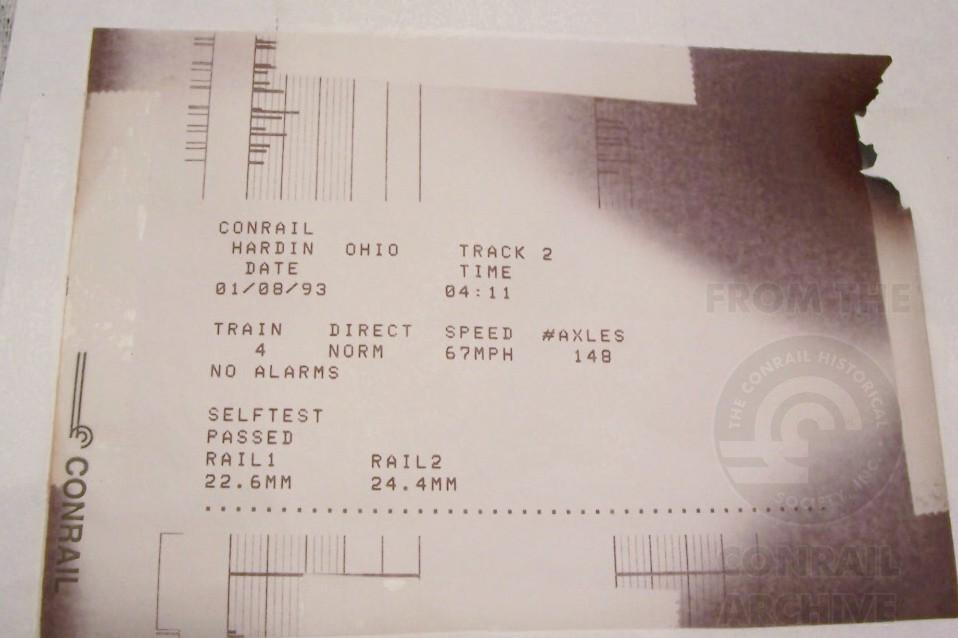 CONRAIL
HARDIN OHIO TRACK 2
DATE TIME
01/08/93 04:11
TRAIN DIRECT SPEED #AXLES
4 NORM 67MPH 148
NO ALARMS
SELFTEST
PASSED
RAIL1 RAIL2
22.6MM 24.4MM
CONRAIL
FROM THE
THE CONRAIL HISTORICAL SOCIETY, INC.
CONRAIL
ARCHIVE